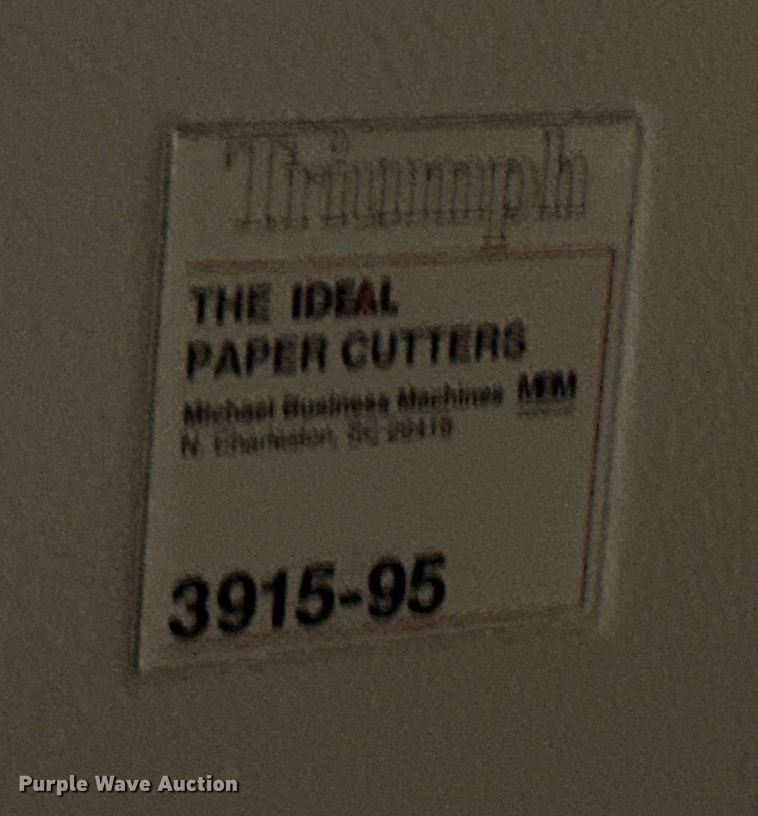 Triumph
THE IDEAL
PAPER CUTTERS
Michael Business Machines MBM
N. Charleston, SC 29418
3915-95
Purple Wave Auction